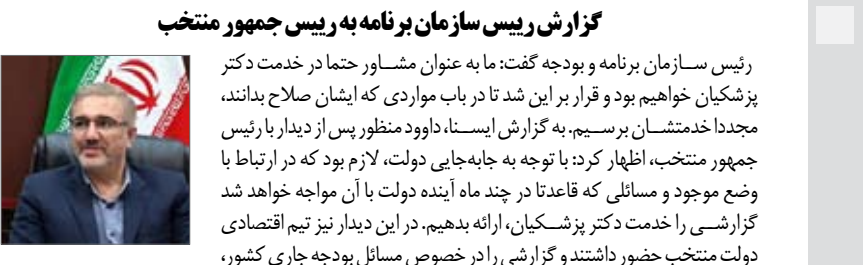 گزارش رییس سازمان برنامه به رییس جمهور منتخب
رئیس سازمان برنامه و بودجه گفت: ما به عنوان مشاور حتما در خدمت دکتر
پزشکیان خواهیم بود و قرار بر این شد تا در باب مواردی که ایشان صلاح بدانند،
مجددا خدمتشان برسیم. به گزارش ایسنا، داوود منظور پس از دیدار با رئیس
جمهور منتخب، اظهار کرد: با توجه به جابه‌جایی دولت، لازم بود که در ارتباط با
وضع موجود و مسائلی که قاعدتا در چند ماه آینده دولت با آن مواجه خواهد شد
گزارشی را خدمت دکتر پزشکیان، ارائه بدهیم. در این دیدار نیز تیم اقتصادی
دولت منتخب حضور داشتند و گزارشی را در خصوص مسائل بودجه جاری کشور،